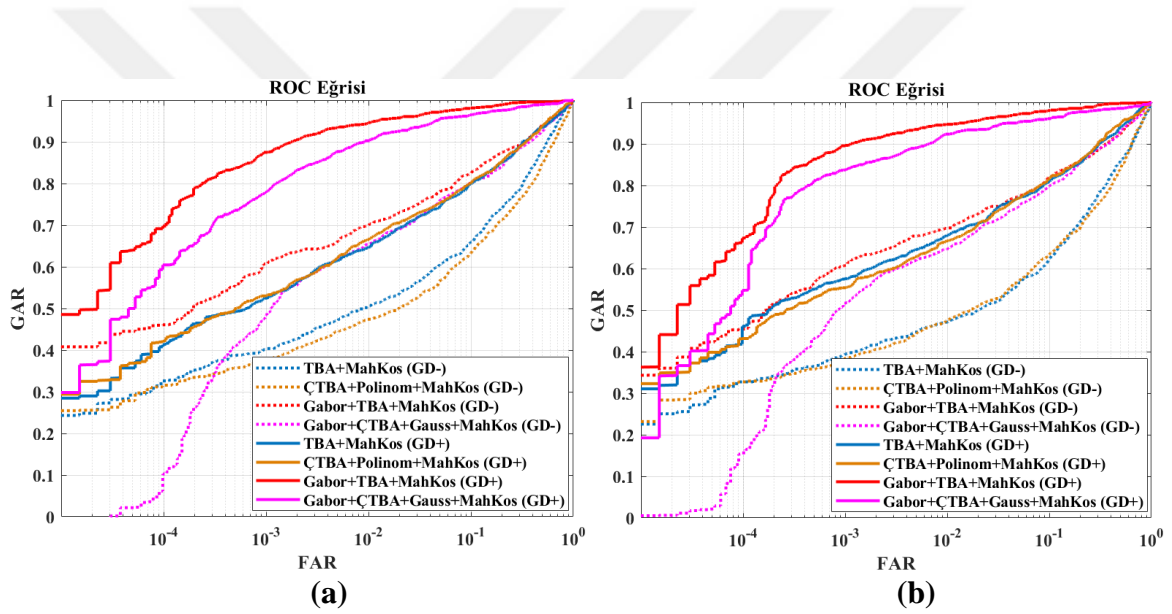 ROC Eğrisi
GAR
1
0.9
0.8
0.7
0.6
0.5
0.4
0.3
0.2
0.1
0
TBA+MahKos (GD-)
ÇTBA+Polinom+MahKos (GD-)
Gabor+TBA+MahKos (GD-)
Gabor+ÇTBA+Gauss+MahKos (GD-)
TBA+MahKos (GD+)
ÇTBA+Polinom+MahKos (GD+)
Gabor+TBA+MahKos (GD+)
Gabor+ÇTBA+Gauss+MahKos (GD+)
10⁻⁴ 10⁻³ 10⁻² 10⁻¹ 10⁰
FAR
(a)
ROC Eğrisi
GAR
1
0.9
0.8
0.7
0.6
0.5
0.4
0.3
0.2
0.1
0
TBA+MahKos (GD-)
ÇTBA+Polinom+MahKos (GD-)
Gabor+TBA+MahKos (GD-)
Gabor+ÇTBA+Gauss+MahKos (GD-)
TBA+MahKos (GD+)
ÇTBA+Polinom+MahKos (GD+)
Gabor+TBA+MahKos (GD+)
Gabor+ÇTBA+Gauss+MahKos (GD+)
10⁻⁴ 10⁻³ 10⁻² 10⁻¹ 10⁰
FAR
(b)